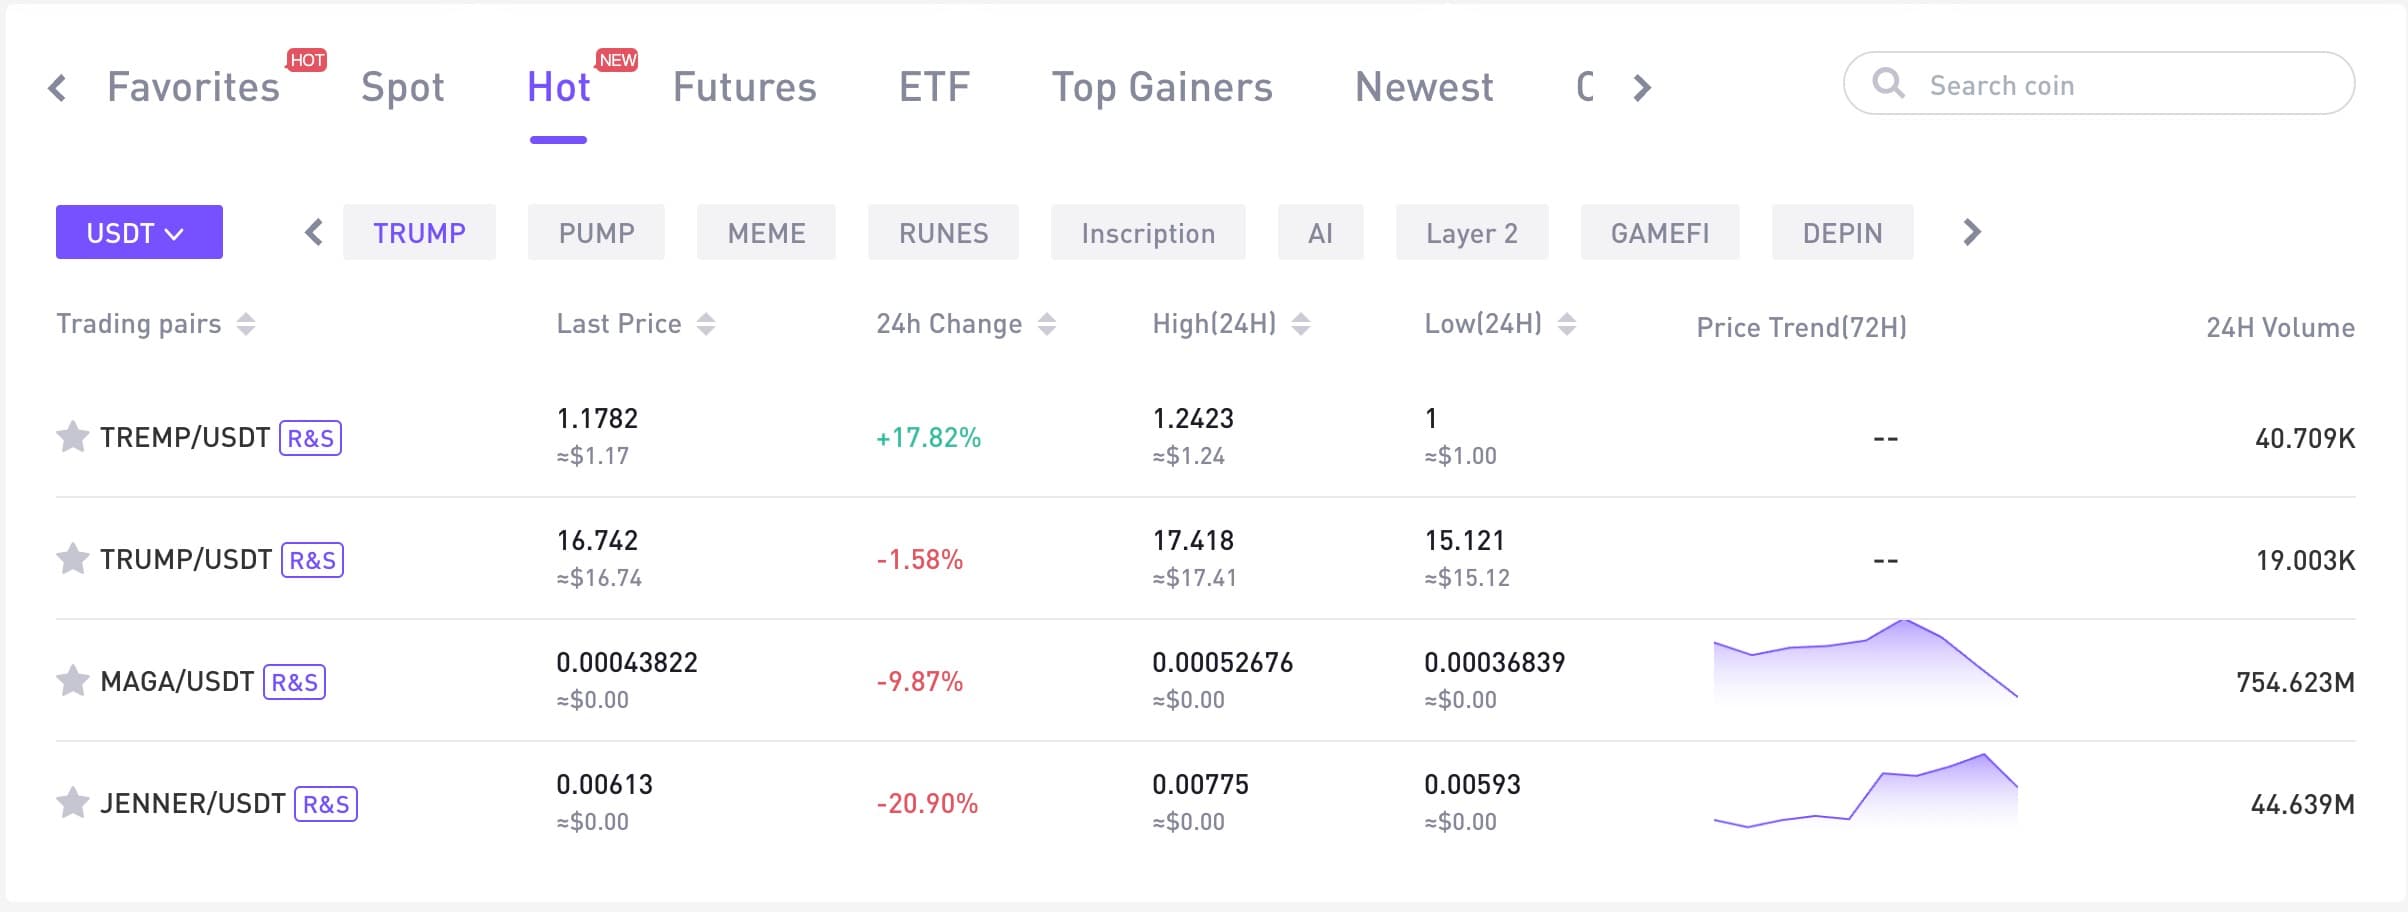 Favorites HOT Spot Hot NEW Futures ETF Top Gainers Newest Search coin
USDT TRUMP PUMP MEME RUNES Inscription AI Layer 2 GAMEFI DEPIN
Trading pairs Last Price 24h Change High(24H) Low(24H) Price Trend(72H) 24H Volume
TREMP/USDT R&S 1.1782 +17.82% 1.2423 1 -- 40.709K
≈$1.17 ≈$1.24 ≈$1.00
TRUMP/USDT R&S 16.742 -1.58% 17.418 15.121 -- 19.003K
≈$16.74 ≈$17.41 ≈$15.12
MAGA/USDT R&S 0.00043822 -9.87% 0.00052676 0.00036839 754.623M
≈$0.00 ≈$0.00 ≈$0.00
JENNER/USDT R&S 0.00613 -20.90% 0.00775 0.00593 44.639M
≈$0.00 ≈$0.00 ≈$0.00